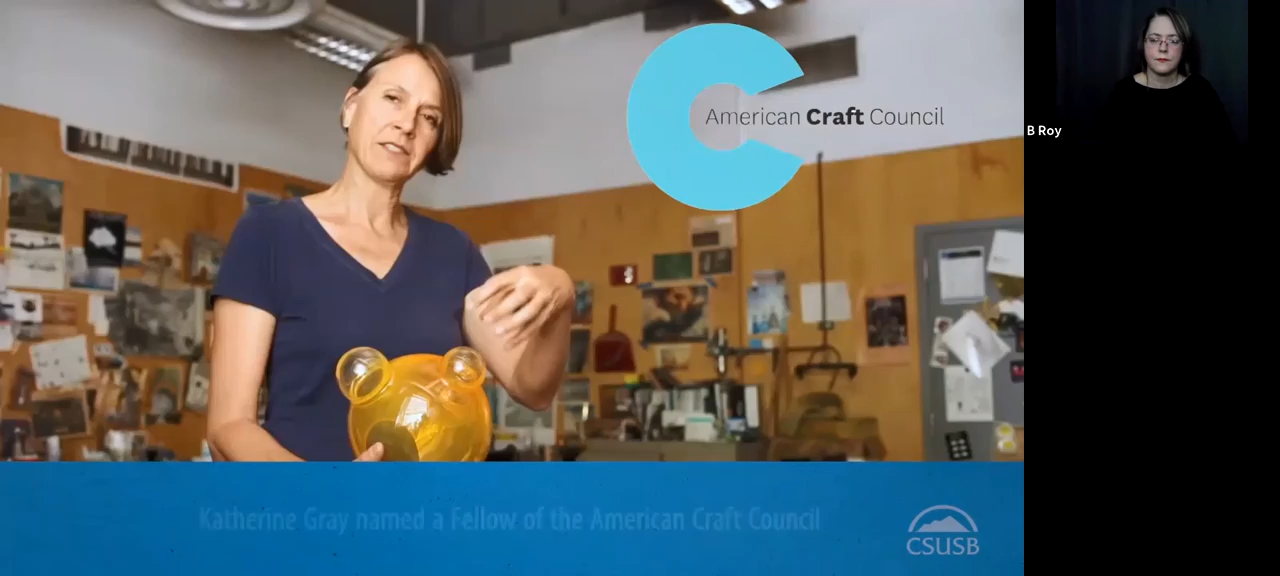 American Craft Council
B Roy
Katherine Gray named a Fellow of the American Craft Council
CSUSB